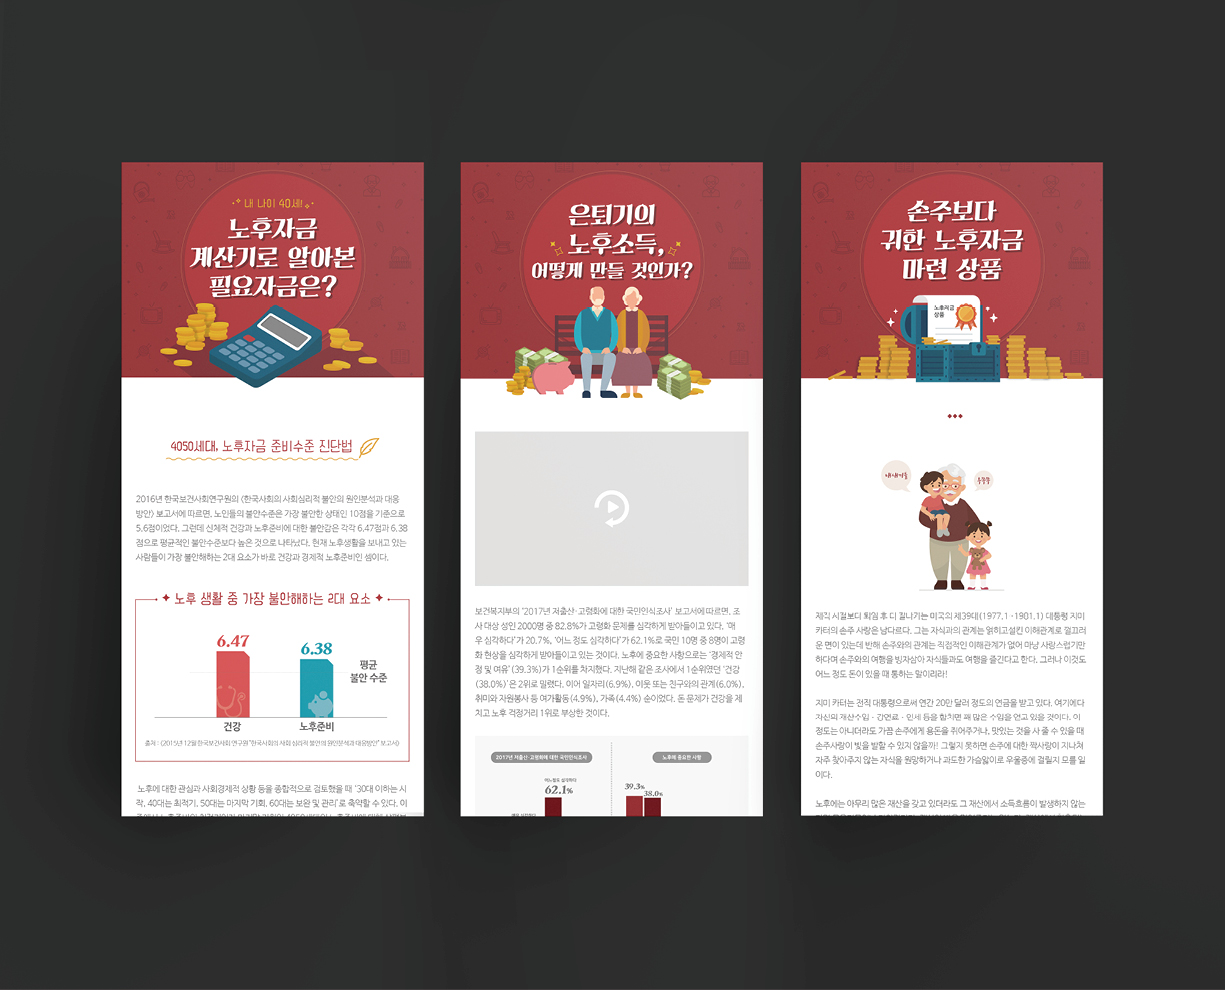 내 나이 40세!
노후자금
계산기로 알아본
필요자금은?
4050세대, 노후자금 준비수준 진단법
2016년 한국보건사회연구원의 (한국사회의 사회심리적 불안의 원인분석과 대응
방안) 보고서에 따르면, 노인들의 불안수준은 가장 불안한 상태인 10점을 기준으로
5.6점이었다. 그런데 신체적 건강과 노후준비에 대한 불안감은 각각 6.47점과 6.38
점으로 평균적인 불안수준보다 높은 것으로 나타났다. 현재 노후생활을 보내고 있는
사람들이 가장 불안해하는 2대 요소가 바로 건강과 경제적 노후준비인 셈이다.
노후 생활 중 가장 불안해하는 2대 요소
6.47
6.38
평균
불안 수준
건강
노후준비
출처 : (2015년 12월 한국보건사회 연구원 "한국사회의 사회 심리적 불안의 원인분석과 대응방안" 보고서)
노후에 대한 관심과 사회경제적 상황 등을 종합적으로 검토했을 때 '30대 이하는 시
작, 40대는 최적기, 50대는 마지막 기회, 60대는 보완 및 관리'로 축약할 수 있다. 이
은퇴기의
노후소득,
어떻게 만들 것인가?
보건복지부의 "2017년 저출산·고령화에 대한 국민인식조사' 보고서에 따르면, 조
사 대상 성인 2000명 중 82.8%가 고령화 문제를 심각하게 받아들이고 있다. '매
우 심각하다'가 20.7%, '어느 정도 심각하다'가 62.1%로 국민 10명 중 8명이 고령
화 현상을 심각하게 받아들이고 있는 것이다. 노후에 중요한 사항으로는 '경제적 안
정 및 여유' (39.3%)가 1순위를 차지했다. 지난해 같은 조사에서 1순위였던 '건강
(38.0%)'은 2위로 밀렸다. 이어 일자리(6.9%), 이웃 또는 친구와의 관계(6.0%),
취미와 자원봉사 등 여가활동(4.9%), 가족(4.4%) 순이었다. 돈 문제가 건강을 제
치고 노후 걱정거리 1위로 부상한 것이다.
2017년 저출산·고령화에 대한 국민인식조사
노후에 중요한 사항
어느정도 심각하다
62.1%
39.3%
38.0%
손주보다
귀한 노후자금
마련 상품
노후자금
상품
내 새끼들
우쭈쭈
재직 시절보다 퇴임 후 더 잘나가는 미국의 제39대(1977.1 -1981.1) 대통령 지미
카터의 손주 사랑은 남다르다. 그는 자식과의 관계는 얽히고설킨 이해관계로 껄끄러
운 면이 있는데 반해 손주와의 관계는 직접적인 이해관계가 없어 마냥 사랑스럽기만
하다며 손주와의 여행을 빙자삼아 자식들과도 여행을 즐긴다고 한다. 그러나 이것도
어느 정도 돈이 있을 때 통하는 말이리라!
지미 카터는 전직 대통령으로써 연간 20만 달러 정도의 연금을 받고 있다. 여기에다
자신의 재산수입·강연료·인세 등을 합치면 꽤 많은 수입을 얻고 있을 것이다. 이
정도는 아니더라도 가끔 손주에게 용돈을 쥐어주거나, 맛있는 것을 사 줄 수 있을 때
손주사랑이 빛을 발할 수 있지 않을까! 그렇지 못하면 손주에 대한 짝사랑이 지나쳐
자주 찾아주지 않는 자식을 원망하거나 과도한 가슴앓이로 우울증에 걸릴지 모를 일
이다.
노후에는 아무리 많은 재산을 갖고 있더라도 그 재산에서 소득흐름이 발생하지 않는